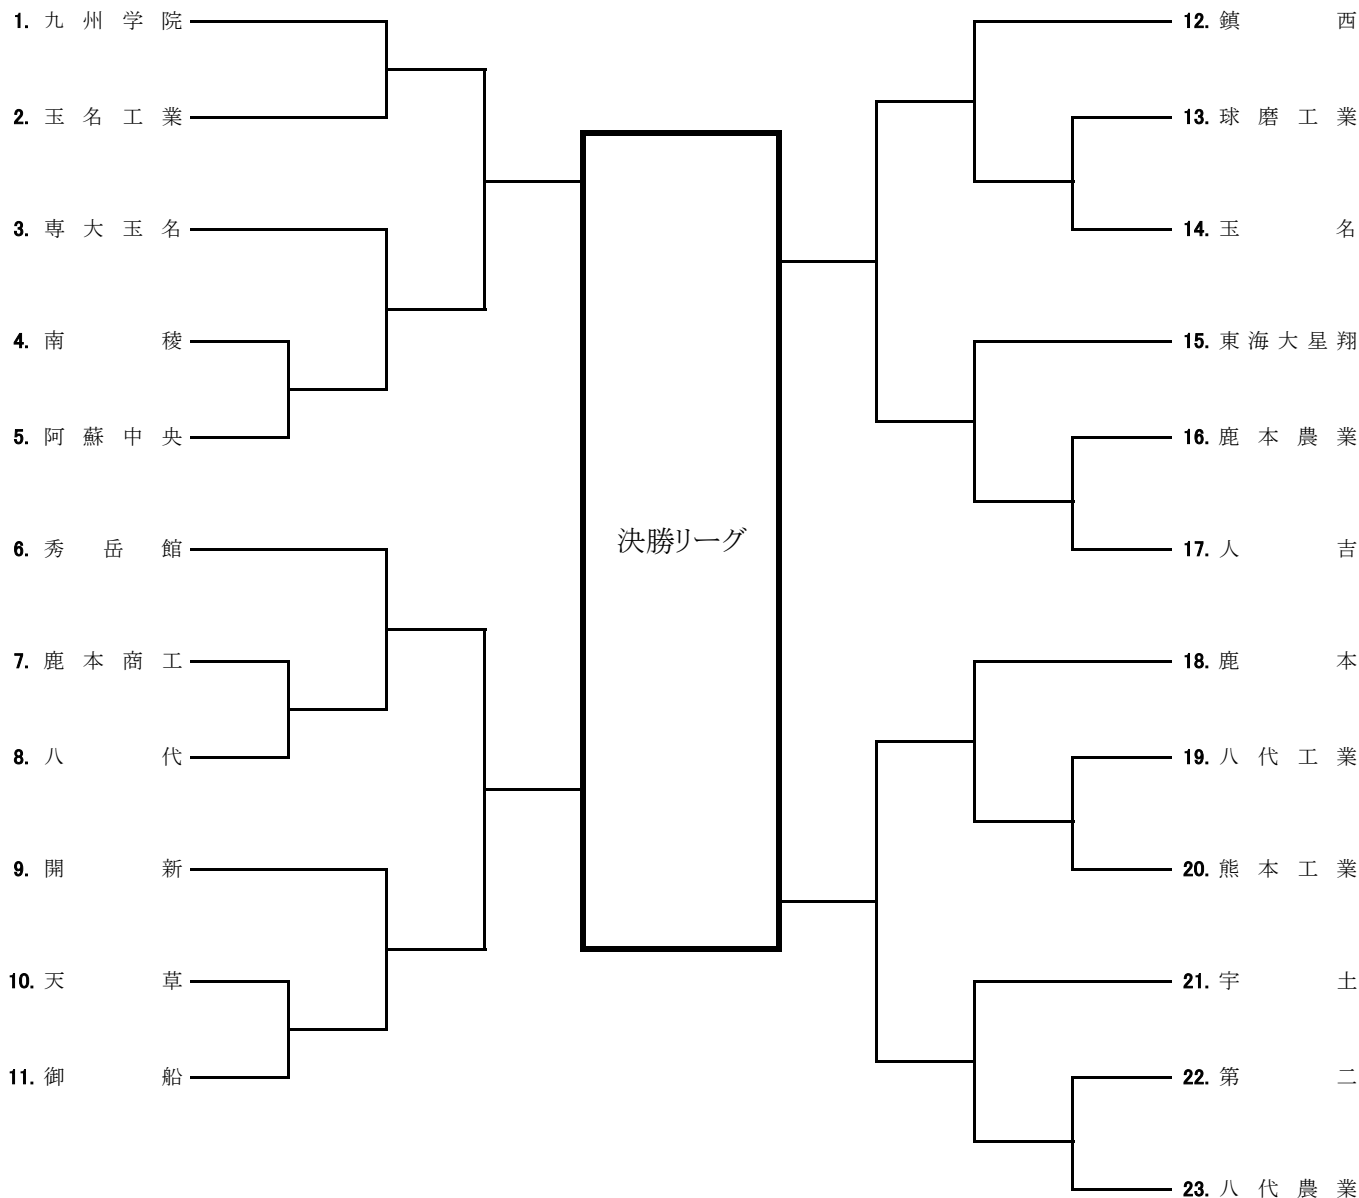 1. 九州学院
2. 玉名工業
3. 専大玉名
4. 南稜
5. 阿蘇中央
6. 秀岳館
7. 鹿本商工
8. 八代
9. 開新
10. 天草
11. 御船
決勝リーグ
12. 鎮西
13. 球磨工業
14. 玉名
15. 東海大星翔
16. 鹿本農業
17. 人吉
18. 鹿本
19. 八代工業
20. 熊本工業
21. 宇土
22. 第二
23. 八代農業